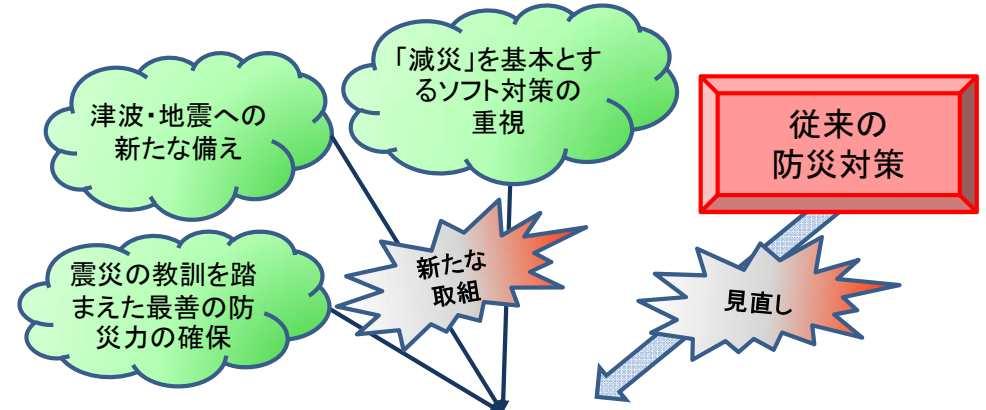 津波・地震への
新たな備え
「減災」を基本とす
るソフト対策の
重視
従来の
防災対策
震災の教訓を踏
まえた最善の防
災力の確保
新たな
取組
見直し